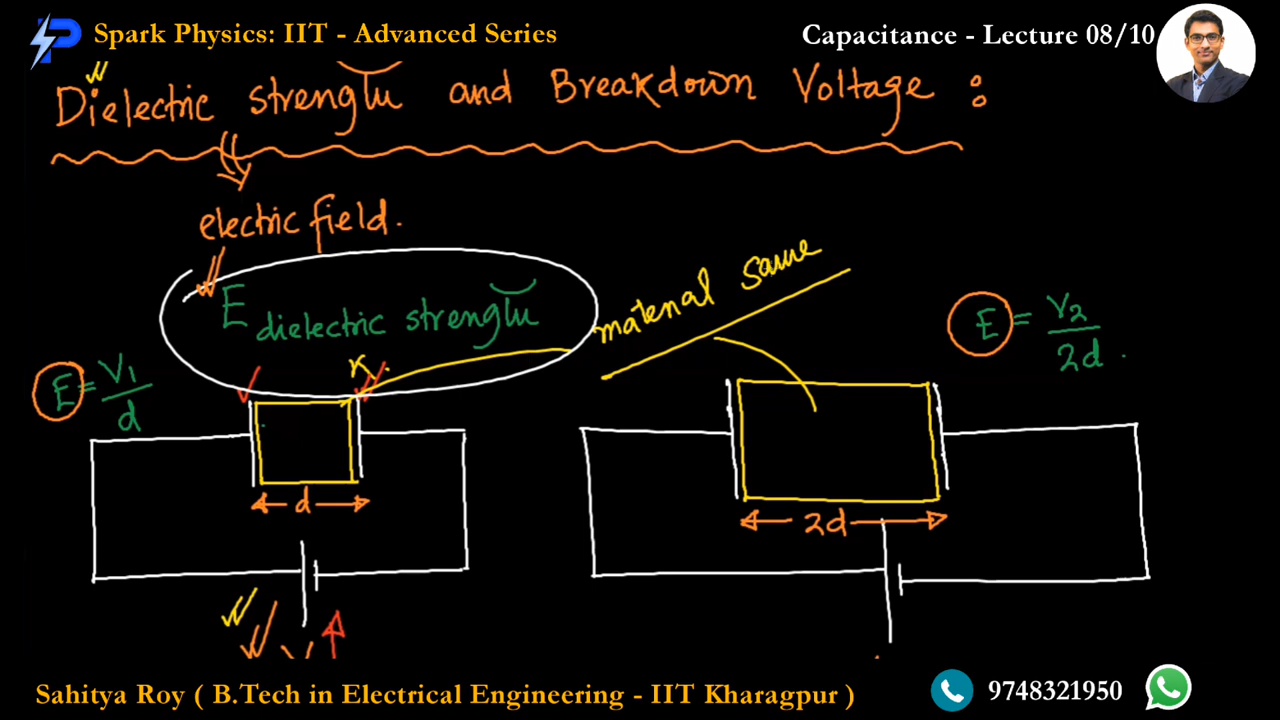 Spark Physics: IIT - Advanced Series
Capacitance - Lecture 08/10
Dielectric strength and Breakdown Voltage :
electric field.
E dielectric strength
material same
E = V1/d
K.
E = V2/2d
d
2d
V
Sahitya Roy ( B.Tech in Electrical Engineering - IIT Kharagpur )
9748321950